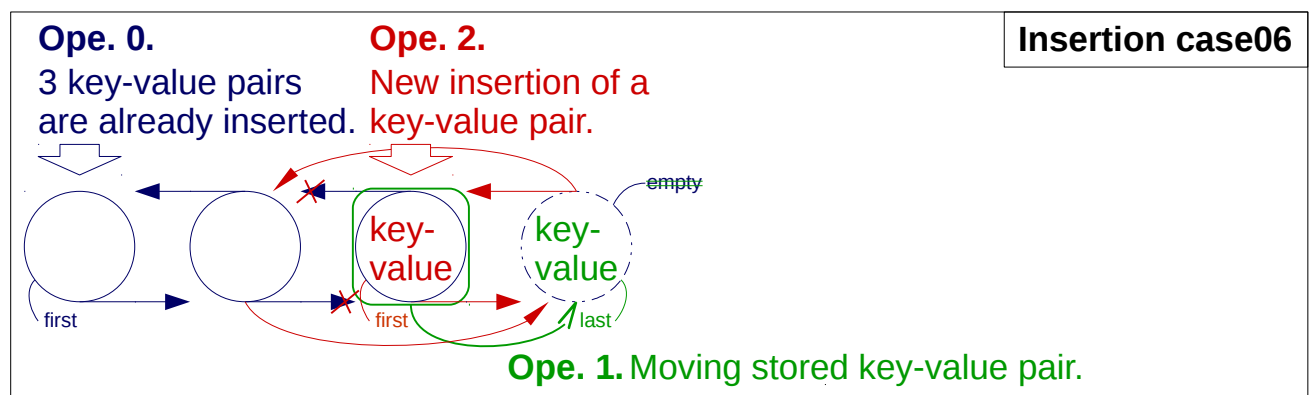 Insertion case06
Ope. 0.
3 key-value pairs
are already inserted.
Ope. 2.
New insertion of a
key-value pair.
empty
key-
value
key-
value
first
first
last
Ope. 1. Moving stored key-value pair.